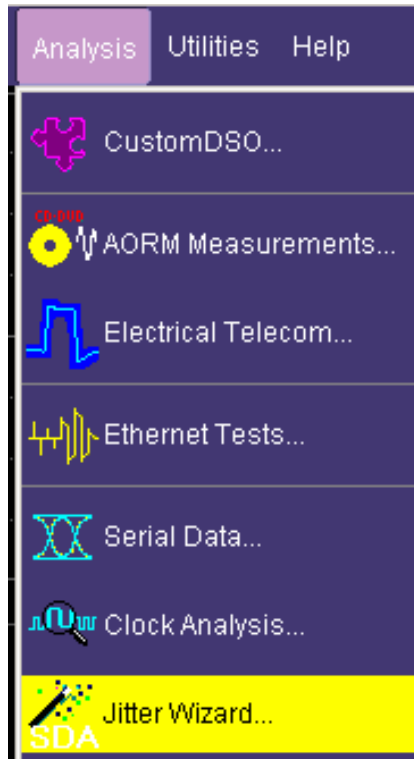 Analysis Utilities Help
CustomDSO...
CD-DVD
AORM Measurements...
Electrical Telecom...
Ethernet Tests...
Serial Data...
Clock Analysis...
Jitter Wizard...
SDA